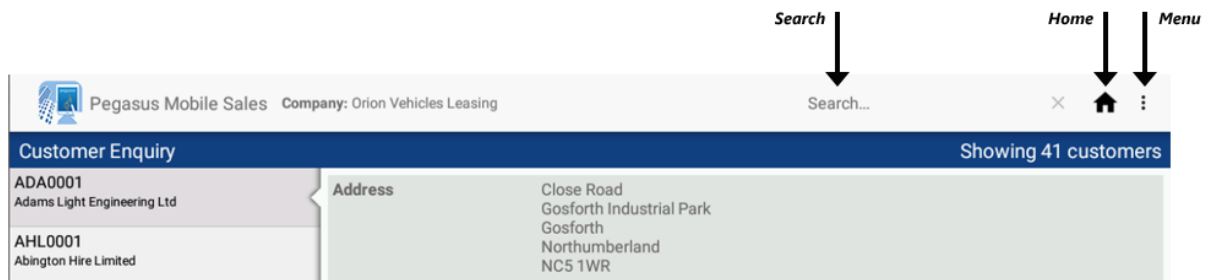 Search Home Menu
Pegasus Mobile Sales Company: Orion Vehicles Leasing Search...
Customer Enquiry Showing 41 customers
ADA0001
Adams Light Engineering Ltd
AHL0001
Abington Hire Limited
Address Close Road
Gosforth Industrial Park
Gosforth
Northumberland
NC5 1WR